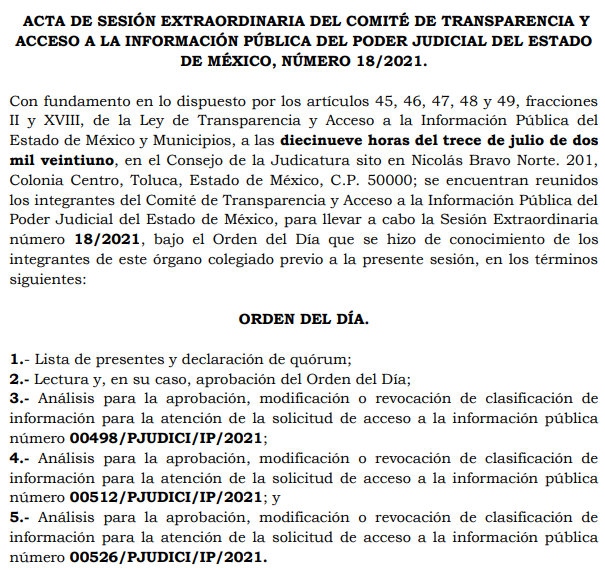 ACTA DE SESIÓN EXTRAORDINARIA DEL COMITÉ DE TRANSPARENCIA Y
ACCESO A LA INFORMACIÓN PÚBLICA DEL PODER JUDICIAL DEL ESTADO
DE MÉXICO, NÚMERO 18/2021.
Con fundamento en lo dispuesto por los artículos 45, 46, 47, 48 y 49, fracciones
II y XVIII, de la Ley de Transparencia y Acceso a la Información Pública del
Estado de México y Municipios, a las diecinueve horas del trece de julio de dos
mil veintiuno, en el Consejo de la Judicatura sito en Nicolás Bravo Norte. 201,
Colonia Centro, Toluca, Estado de México, C.P. 50000; se encuentran reunidos
los integrantes del Comité de Transparencia y Acceso a la Información Pública del
Poder Judicial del Estado de México, para llevar a cabo la Sesión Extraordinaria
número 18/2021, bajo el Orden del Día que se hizo de conocimiento de los
integrantes de este órgano colegiado previo a la presente sesión, en los términos
siguientes:
ORDEN DEL DÍA.
1.- Lista de presentes y declaración de quórum;
2.- Lectura y, en su caso, aprobación del Orden del Día;
3.- Análisis para la aprobación, modificación o revocación de clasificación de
información para la atención de la solicitud de acceso a la información pública
número 00498/PJUDICI/IP/2021;
4.- Análisis para la aprobación, modificación o revocación de clasificación de
información para la atención de la solicitud de acceso a la información pública
número 00512/PJUDICI/IP/2021; y
5.- Análisis para la aprobación, modificación o revocación de clasificación de
información para la atención de la solicitud de acceso a la información pública
número 00526/PJUDICI/IP/2021.